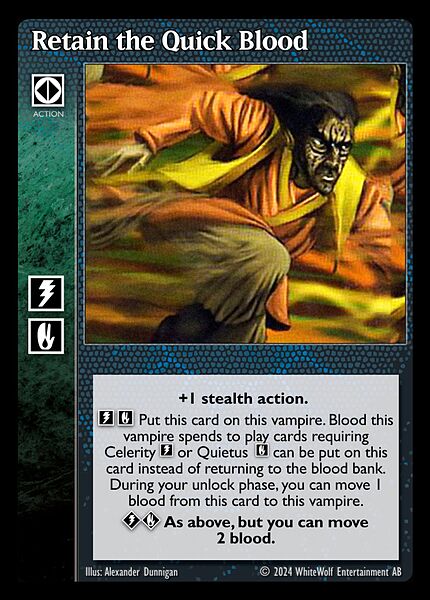 Retain the Quick Blood
ACTION
+1 stealth action.
Put this card on this vampire. Blood this
vampire spends to play cards requiring
Celerity or Quietus can be put on
this card instead of returning to the blood bank.
During your unlock phase, you can move 1
blood from this card to this vampire.
As above, but you can move
2 blood.
Illus: Alexander Dunnigan
© 2024 WhiteWolf Entertainment AB